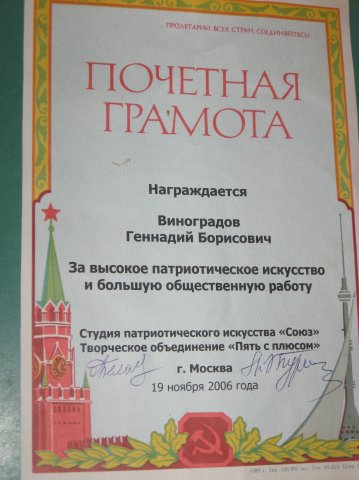 ПРОЛЕТАРИИ ВСЕХ СТРАН, СОЕДИНЯЙТЕСЬ!
ПОЧЕТНАЯ
ГРАМОТА
Награждается
Виноградов
Геннадий Борисович
За высокое патриотическое искусство
и большую общественную работу
Студия патриотического искусства «Союз»
Творческое объединение «Пять с плюсом»
г. Москва
19 ноября 2006 года